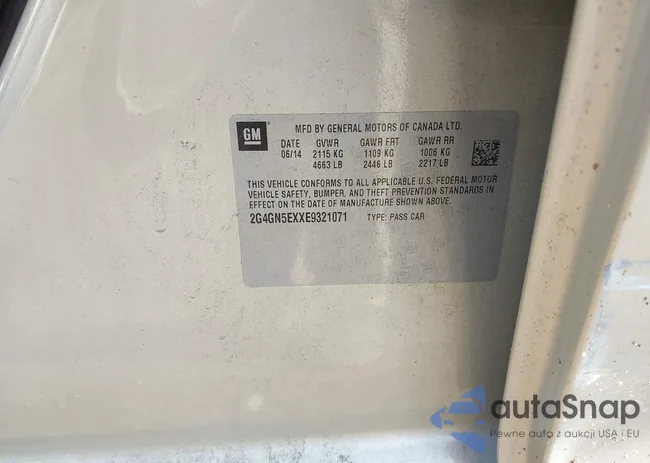 GM
MFD BY GENERAL MOTORS OF CANADA LTD.
DATE GVWR GAWR FRT GAWR RR
06/14 2115 KG 1109 KG 1006 KG
4663 LB 2446 LB 2217 LB
THIS VEHICLE CONFORMS TO ALL APPLICABLE U.S. FEDERAL MOTOR
VEHICLE SAFETY, BUMPER, AND THEFT PREVENTION STANDARDS IN
EFFECT ON THE DATE OF MANUFACTURE SHOWN ABOVE.
2G4GN5EXXE9321071 TYPE: PASS CAR
autaSnap
Pewne auto z aukcji USA i EU